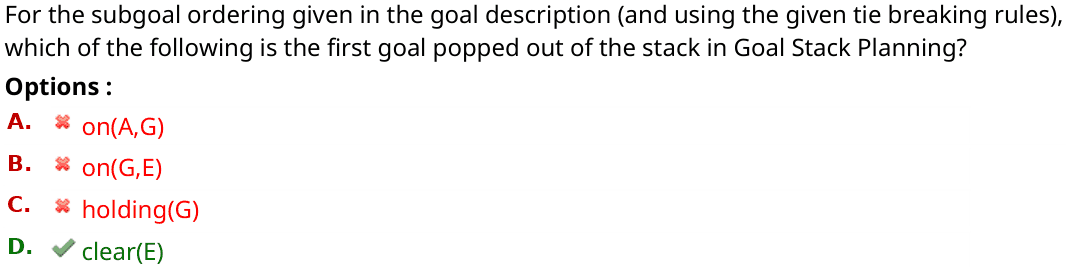 For the subgoal ordering given in the goal description (and using the given tie breaking rules),
which of the following is the first goal popped out of the stack in Goal Stack Planning?
Options :
A. on(A,G)
B. on(G,E)
C. holding(G)
D. clear(E)